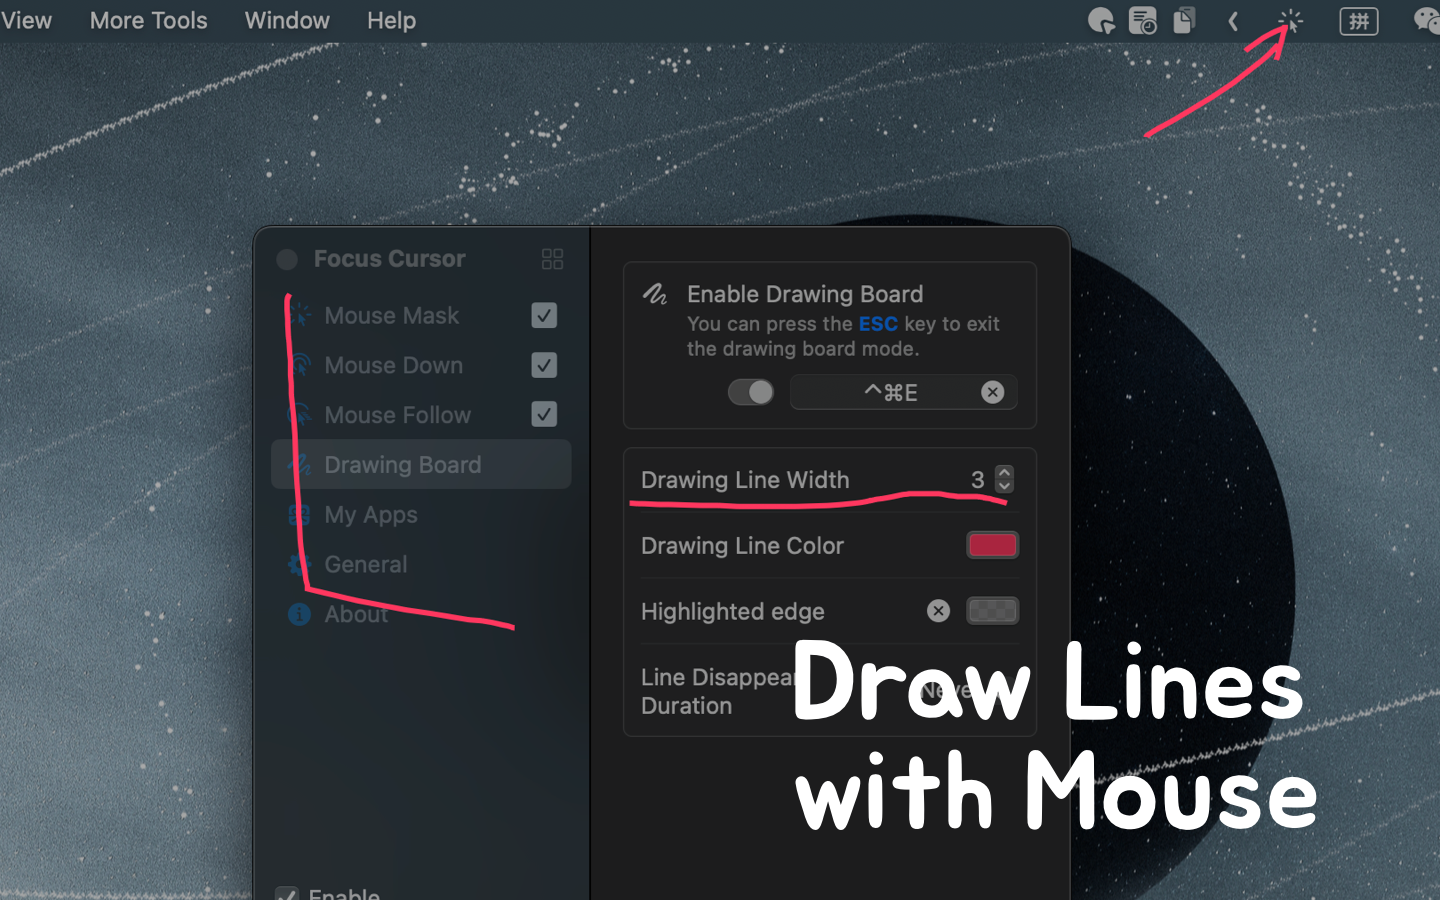 View More Tools Window Help
拼
Focus Cursor
Mouse Mask
Mouse Down
Mouse Follow
Drawing Board
My Apps
General
About
Enable
Enable Drawing Board
You can press the ESC key to exit
the drawing board mode.
^⌘E
Drawing Line Width 3
Drawing Line Color
Highlighted edge
Line Disappear
Duration
Never
Draw Lines
with Mouse